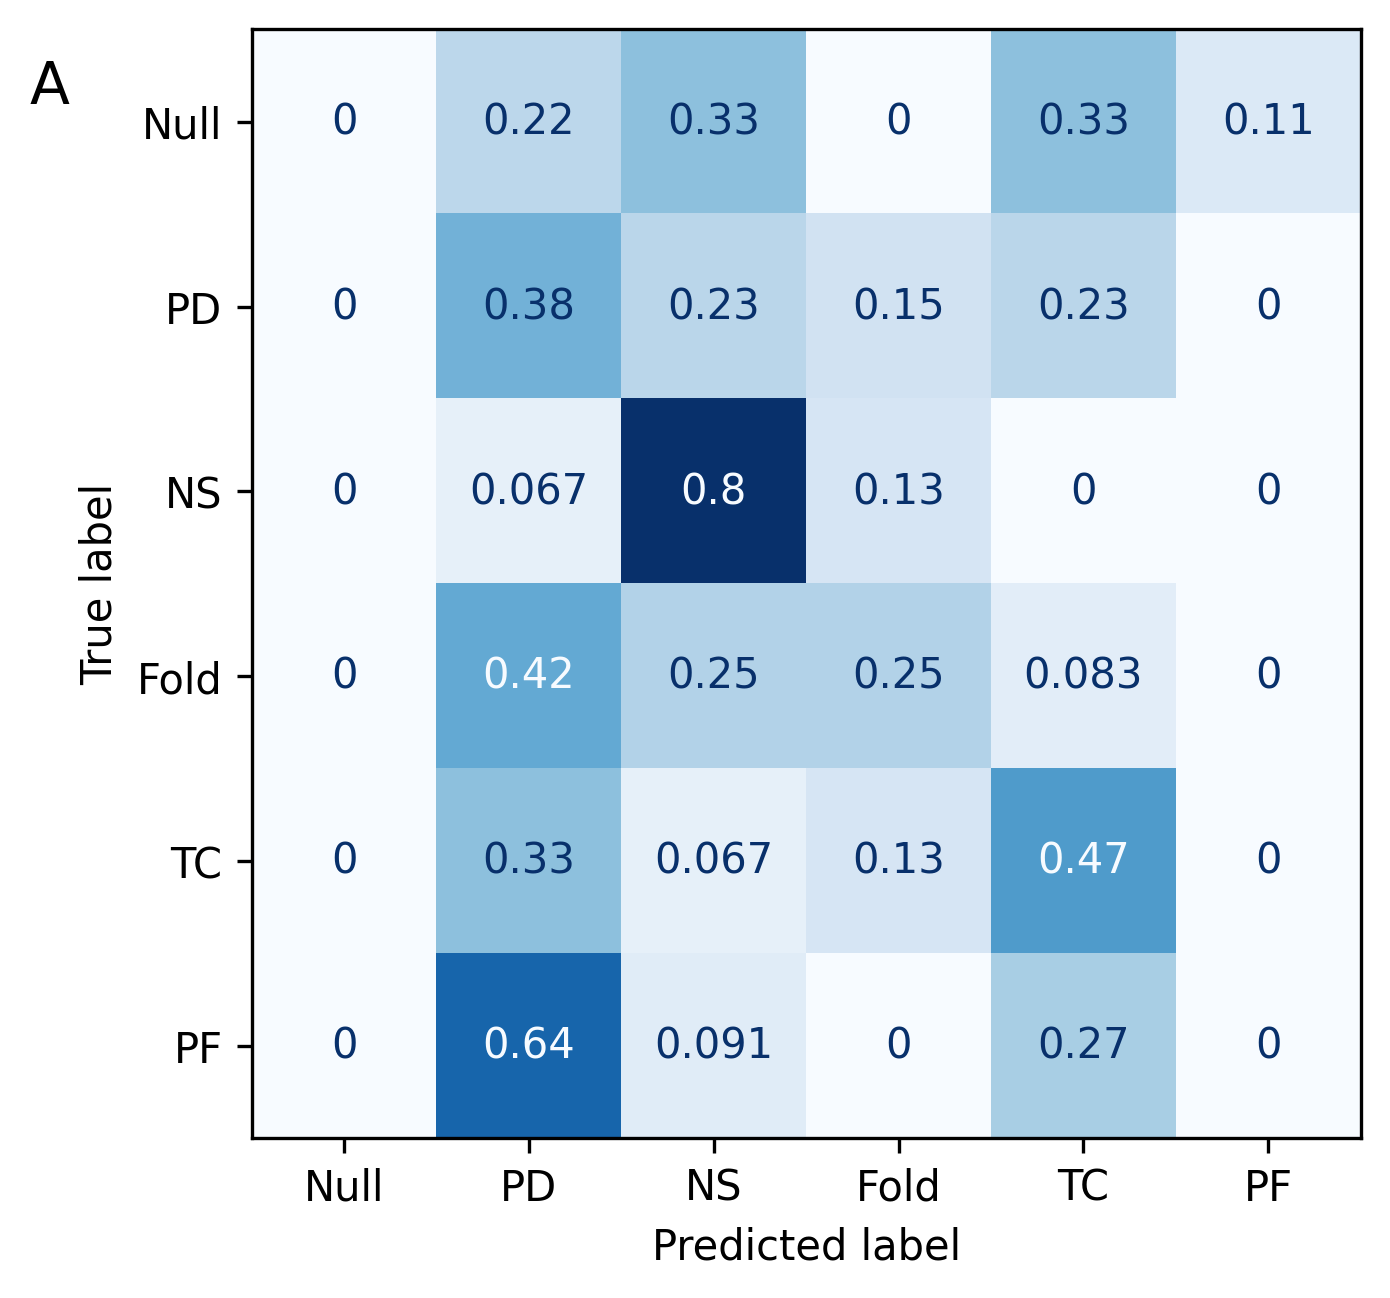 A
Null 0 0.22 0.33 0 0.33 0.11
PD 0 0.38 0.23 0.15 0.23 0
NS 0 0.067 0.8 0.13 0 0
Fold 0 0.42 0.25 0.25 0.083 0
TC 0 0.33 0.067 0.13 0.47 0
PF 0 0.64 0.091 0 0.27 0
True label
Null PD NS Fold TC PF
Predicted label